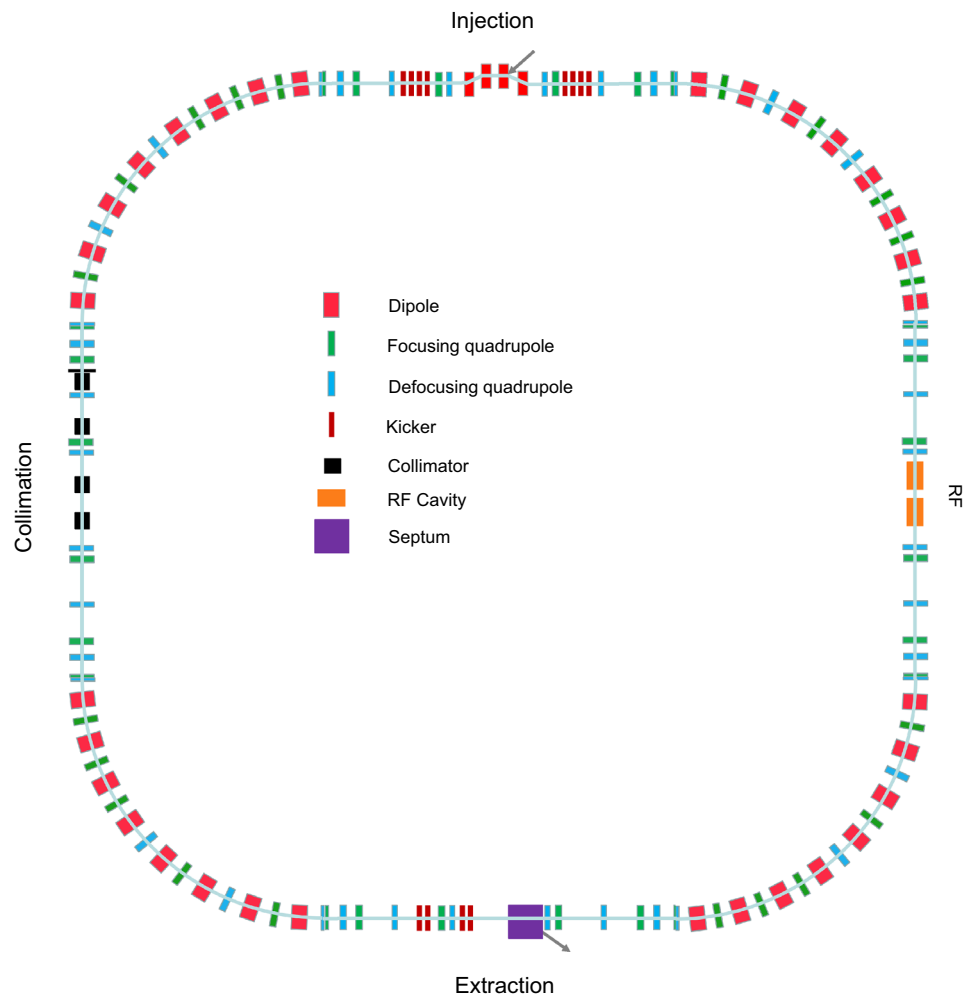 Injection
Dipole
Focusing quadrupole
Defocusing quadrupole
Kicker
Collimator
RF Cavity
Septum
Collimation
RF
Extraction